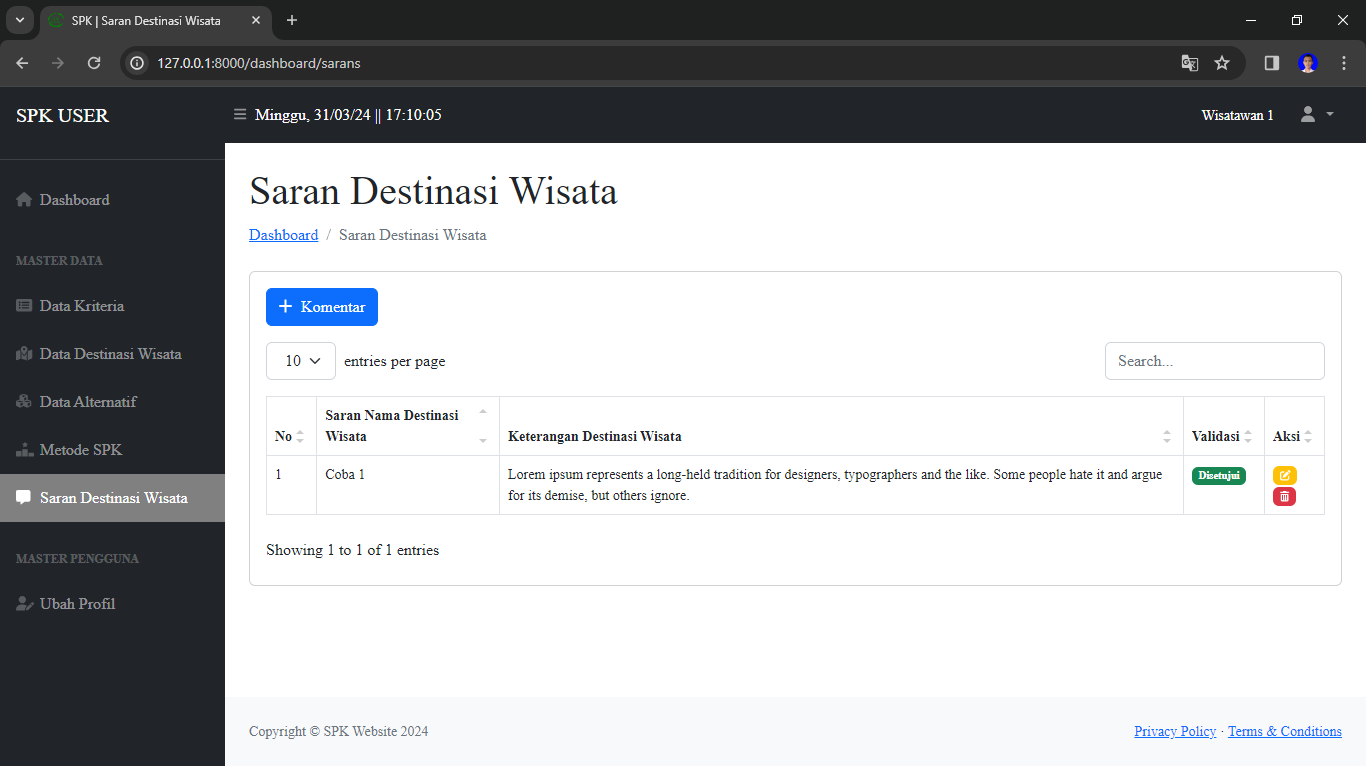 SPK | Saran Destinasi Wisata
127.0.0.1:8000/dashboard/sarans
SPK USER
Minggu, 31/03/24 || 17:10:05
Wisatawan 1
Dashboard
MASTER DATA
Data Kriteria
Data Destinasi Wisata
Data Alternatif
Metode SPK
Saran Destinasi Wisata
MASTER PENGGUNA
Ubah Profil
Saran Destinasi Wisata
Dashboard / Saran Destinasi Wisata
+ Komentar
10 entries per page
Search...
No
Saran Nama Destinasi
Wisata
Keterangan Destinasi Wisata
Validasi
Aksi
1
Coba 1
Lorem ipsum represents a long-held tradition for designers, typographers and the like. Some people hate it and argue
for its demise, but others ignore.
Disetujui
Showing 1 to 1 of 1 entries
Copyright © SPK Website 2024
Privacy Policy · Terms & Conditions